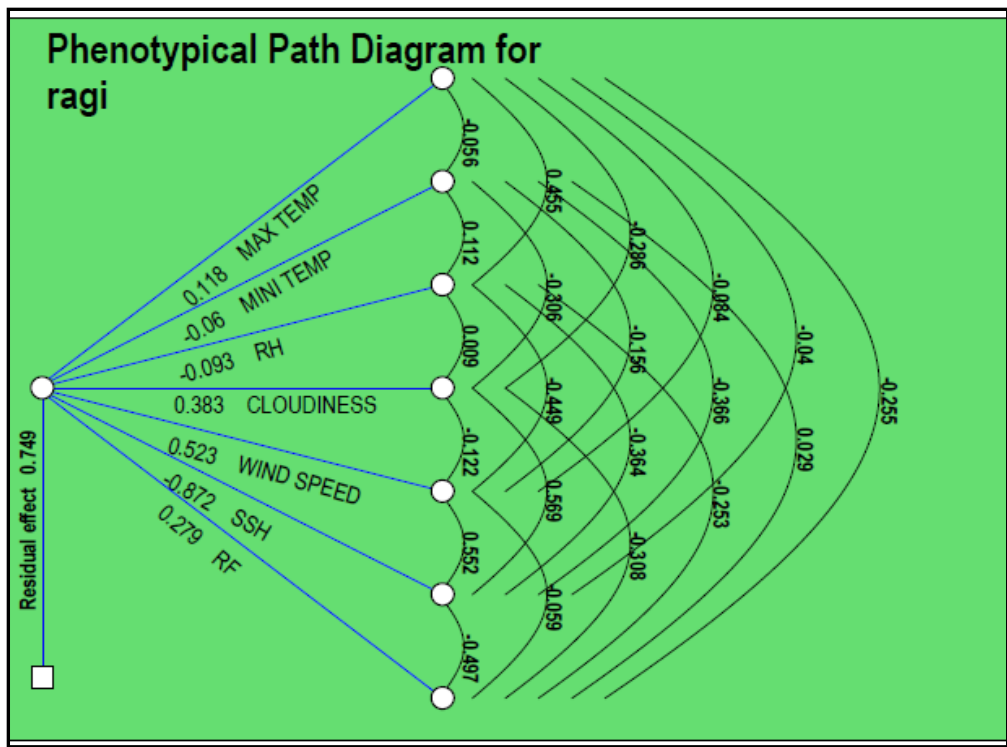 Phenotypical Path Diagram for
ragi
0.118 MAX TEMP
-0.06 MINI TEMP
-0.093 RH
0.383 CLOUDINESS
0.523 WIND SPEED
-0.872 SSH
0.279 RF
Residual effect 0.749
-0.056
0.112
0.009
-0.122
0.552
-0.497
0.455
-0.306
-0.449
0.569
-0.059
-0.286
-0.156
-0.364
-0.308
-0.084
-0.366
-0.253
-0.04
0.029
-0.255